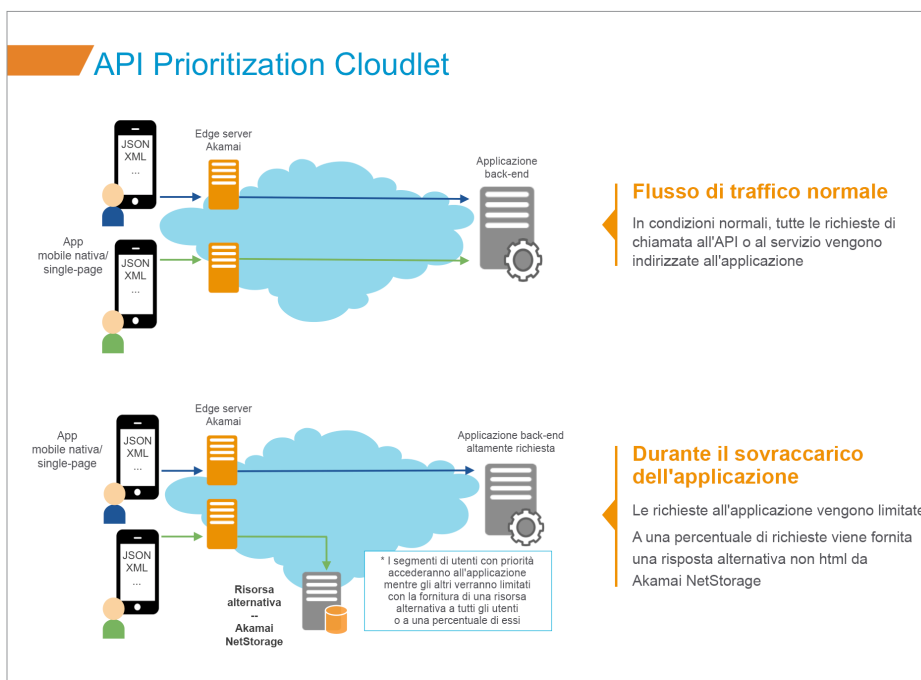 API Prioritization Cloudlet
JSON
XML
...
Edge server
Akamai
Applicazione
back-end
App
mobile nativa/
single-page
JSON
XML
...
Flusso di traffico normale
In condizioni normali, tutte le richieste di
chiamata all'API o al servizio vengono
indirizzate all'applicazione
App
mobile nativa/
single-page
JSON
XML
...
Edge server
Akamai
Applicazione back-end
altamente richiesta
JSON
XML
...
Risorsa
alternativa
--
Akamai
NetStorage
* I segmenti di utenti con priorità
accederanno all'applicazione
mentre gli altri verranno limitati
con la fornitura di una risorsa
alternativa a tutti gli utenti
o a una percentuale di essi
Durante il sovraccarico
dell'applicazione
Le richieste all'applicazione vengono limitate
A una percentuale di richieste viene fornita
una risposta alternativa non html da
Akamai NetStorage